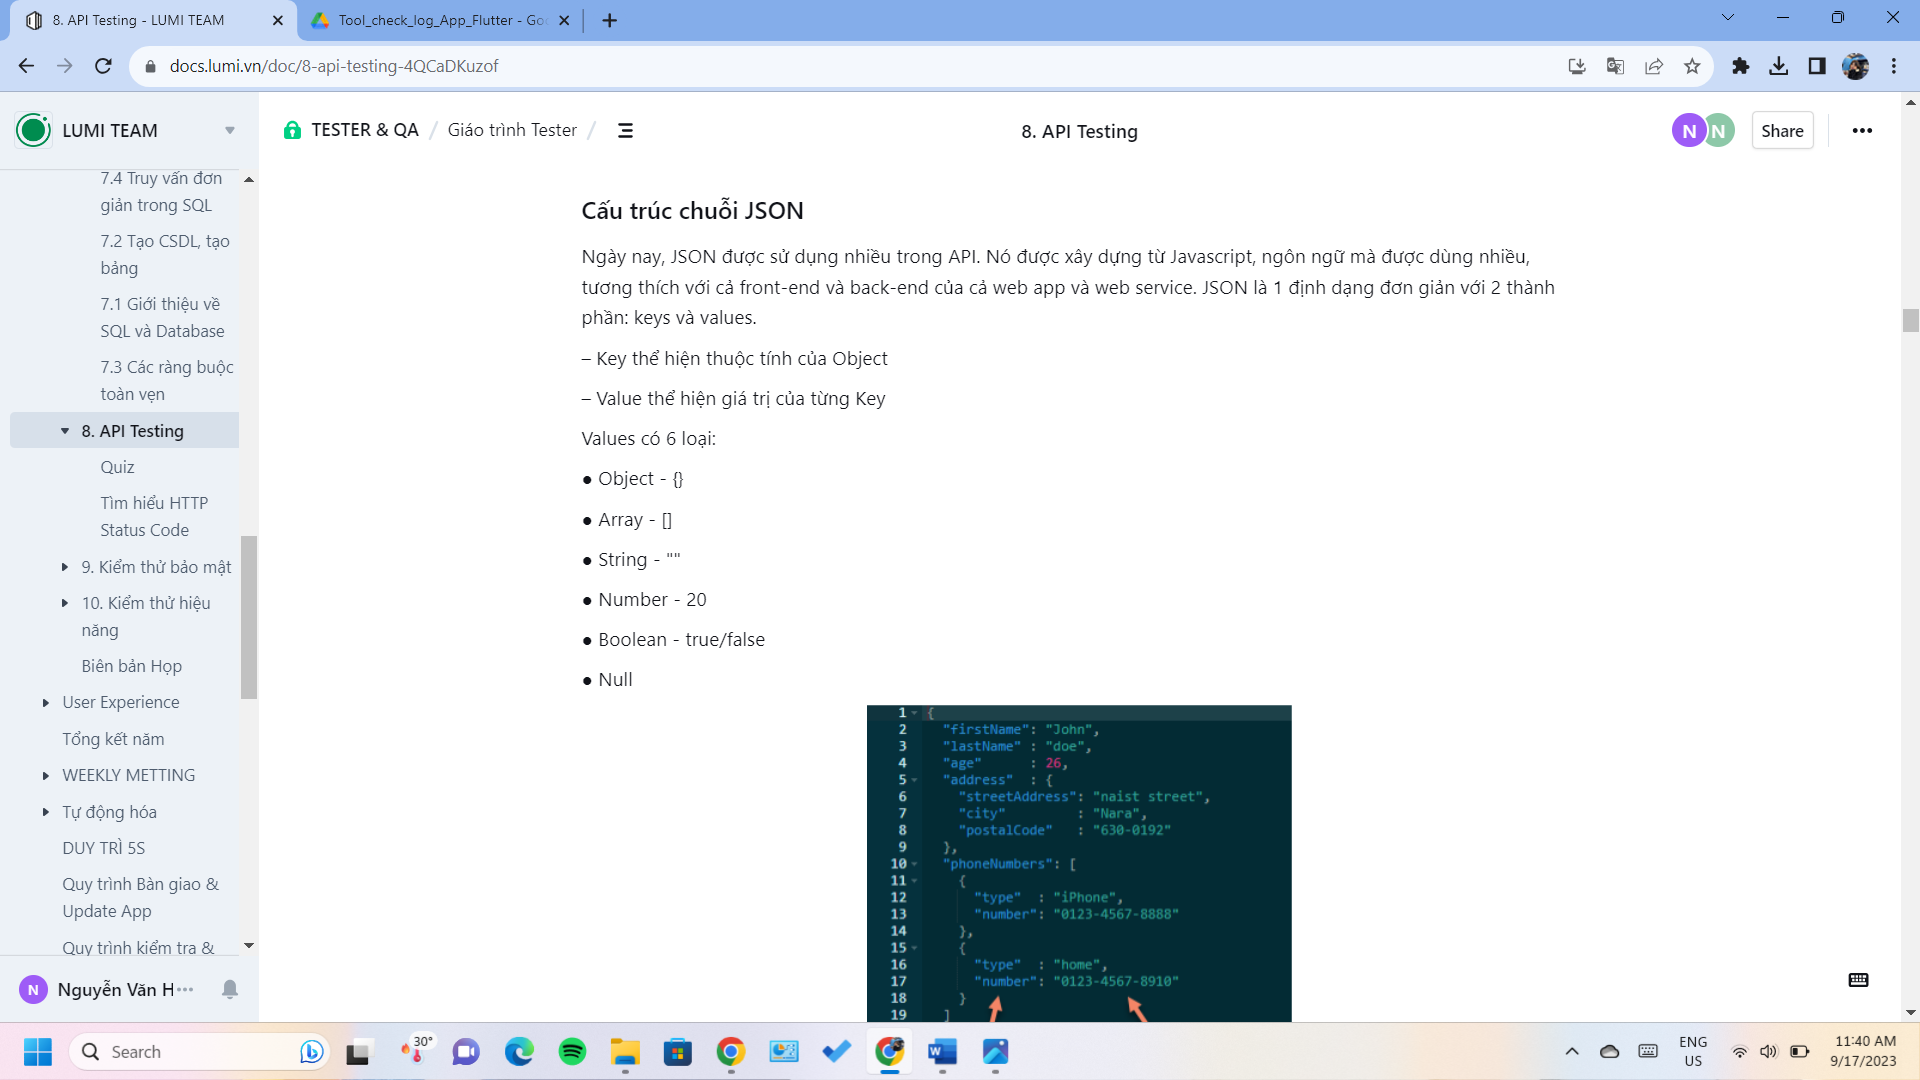 8. API Testing - LUMI TEAM
Tool_check_log_App_Flutter - Goo
docs.lumi.vn/doc/8-api-testing-4QCaDKuzof
LUMI TEAM
7.4 Truy vấn đơn
giản trong SQL
7.2 Tạo CSDL, tạo
bảng
7.1 Giới thiệu về
SQL và Database
7.3 Các ràng buộc
toàn vẹn
8. API Testing
Quiz
Tìm hiểu HTTP
Status Code
9. Kiểm thử bảo mật
10. Kiểm thử hiệu
năng
Biên bản Họp
User Experience
Tổng kết năm
WEEKLY METTING
Tự động hóa
DUY TRÌ 5S
Quy trình Bàn giao &
Update App
Quy trình kiểm tra &
N Nguyễn Văn H
TESTER & QA / Giáo trình Tester /
8. API Testing
N N Share
Cấu trúc chuỗi JSON
Ngày nay, JSON được sử dụng nhiều trong API. Nó được xây dựng từ Javascript, ngôn ngữ mà được dùng nhiều,
tương thích với cả front-end và back-end của cả web app và web service. JSON là 1 định dạng đơn giản với 2 thành
phần: keys và values.
– Key thể hiện thuộc tính của Object
– Value thể hiện giá trị của từng Key
Values có 6 loại:
● Object - {}
● Array - []
● String - ""
● Number - 20
● Boolean - true/false
● Null
1 {
2 "firstName": "John",
3 "lastName" : "doe",
4 "age" : 26,
5 "address" : {
6 "streetAddress": "naist street",
7 "city" : "Nara",
8 "postalCode" : "630-0192"
9 },
10 "phoneNumbers": [
11 {
12 "type" : "iPhone",
13 "number": "0123-4567-8888"
14 },
15 {
16 "type" : "home",
17 "number": "0123-4567-8910"
18 }
19 ]
Search
30°
ENG
US
11:40 AM
9/17/2023